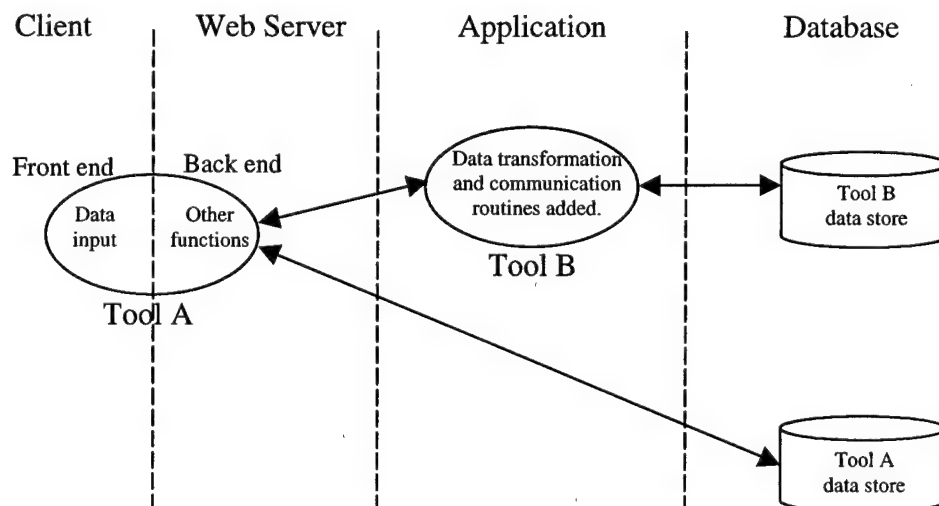 Client
Web Server
Application
Database
Front end
Back end
Data
input
Other
functions
Tool A
Data transformation
and communication
routines added.
Tool B
Tool B
data store
Tool A
data store